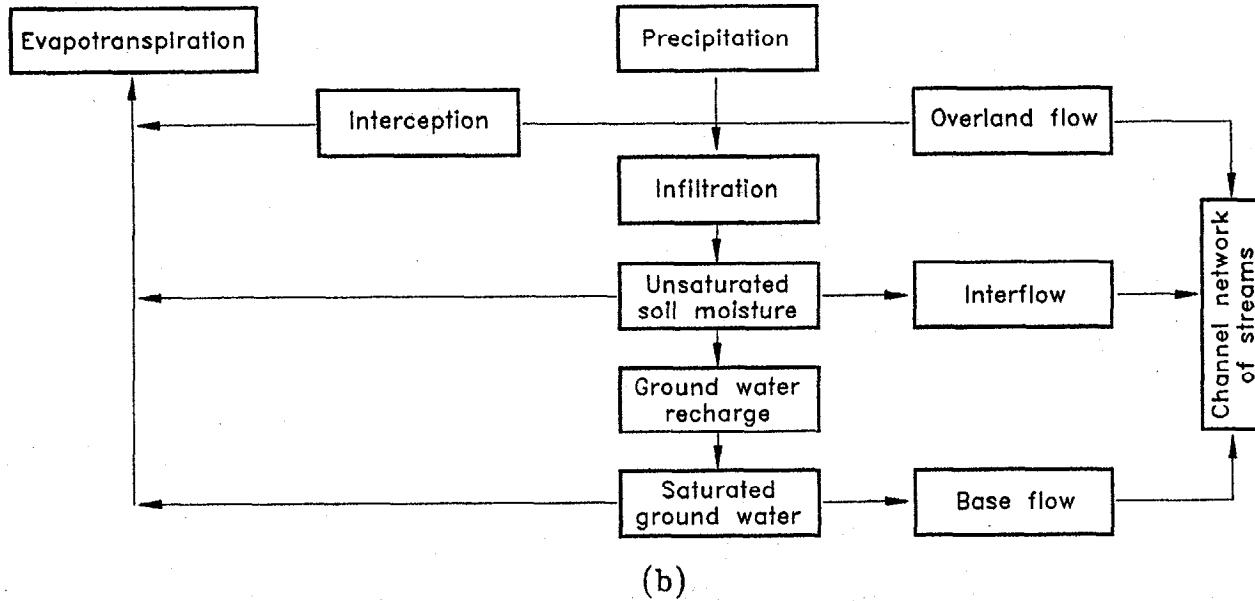 Evapotranspiration
Precipitation
Interception
Overland flow
Infiltration
Unsaturated
soil moisture
Interflow
Channel network
of streams
Ground water
recharge
Saturated
ground water
Base flow
(b)